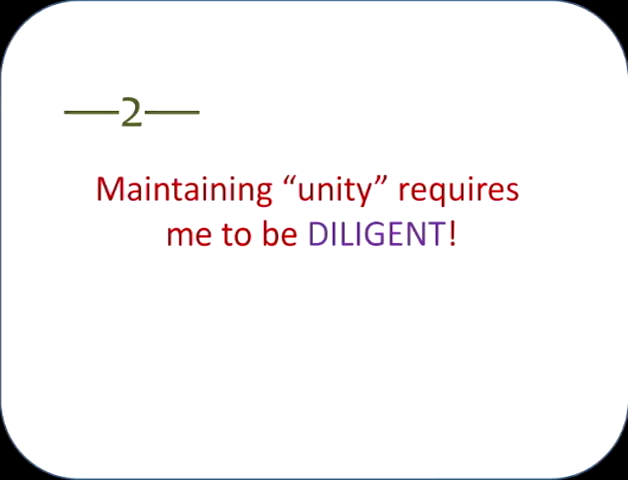 —2—
Maintaining “unity” requires
me to be DILIGENT!